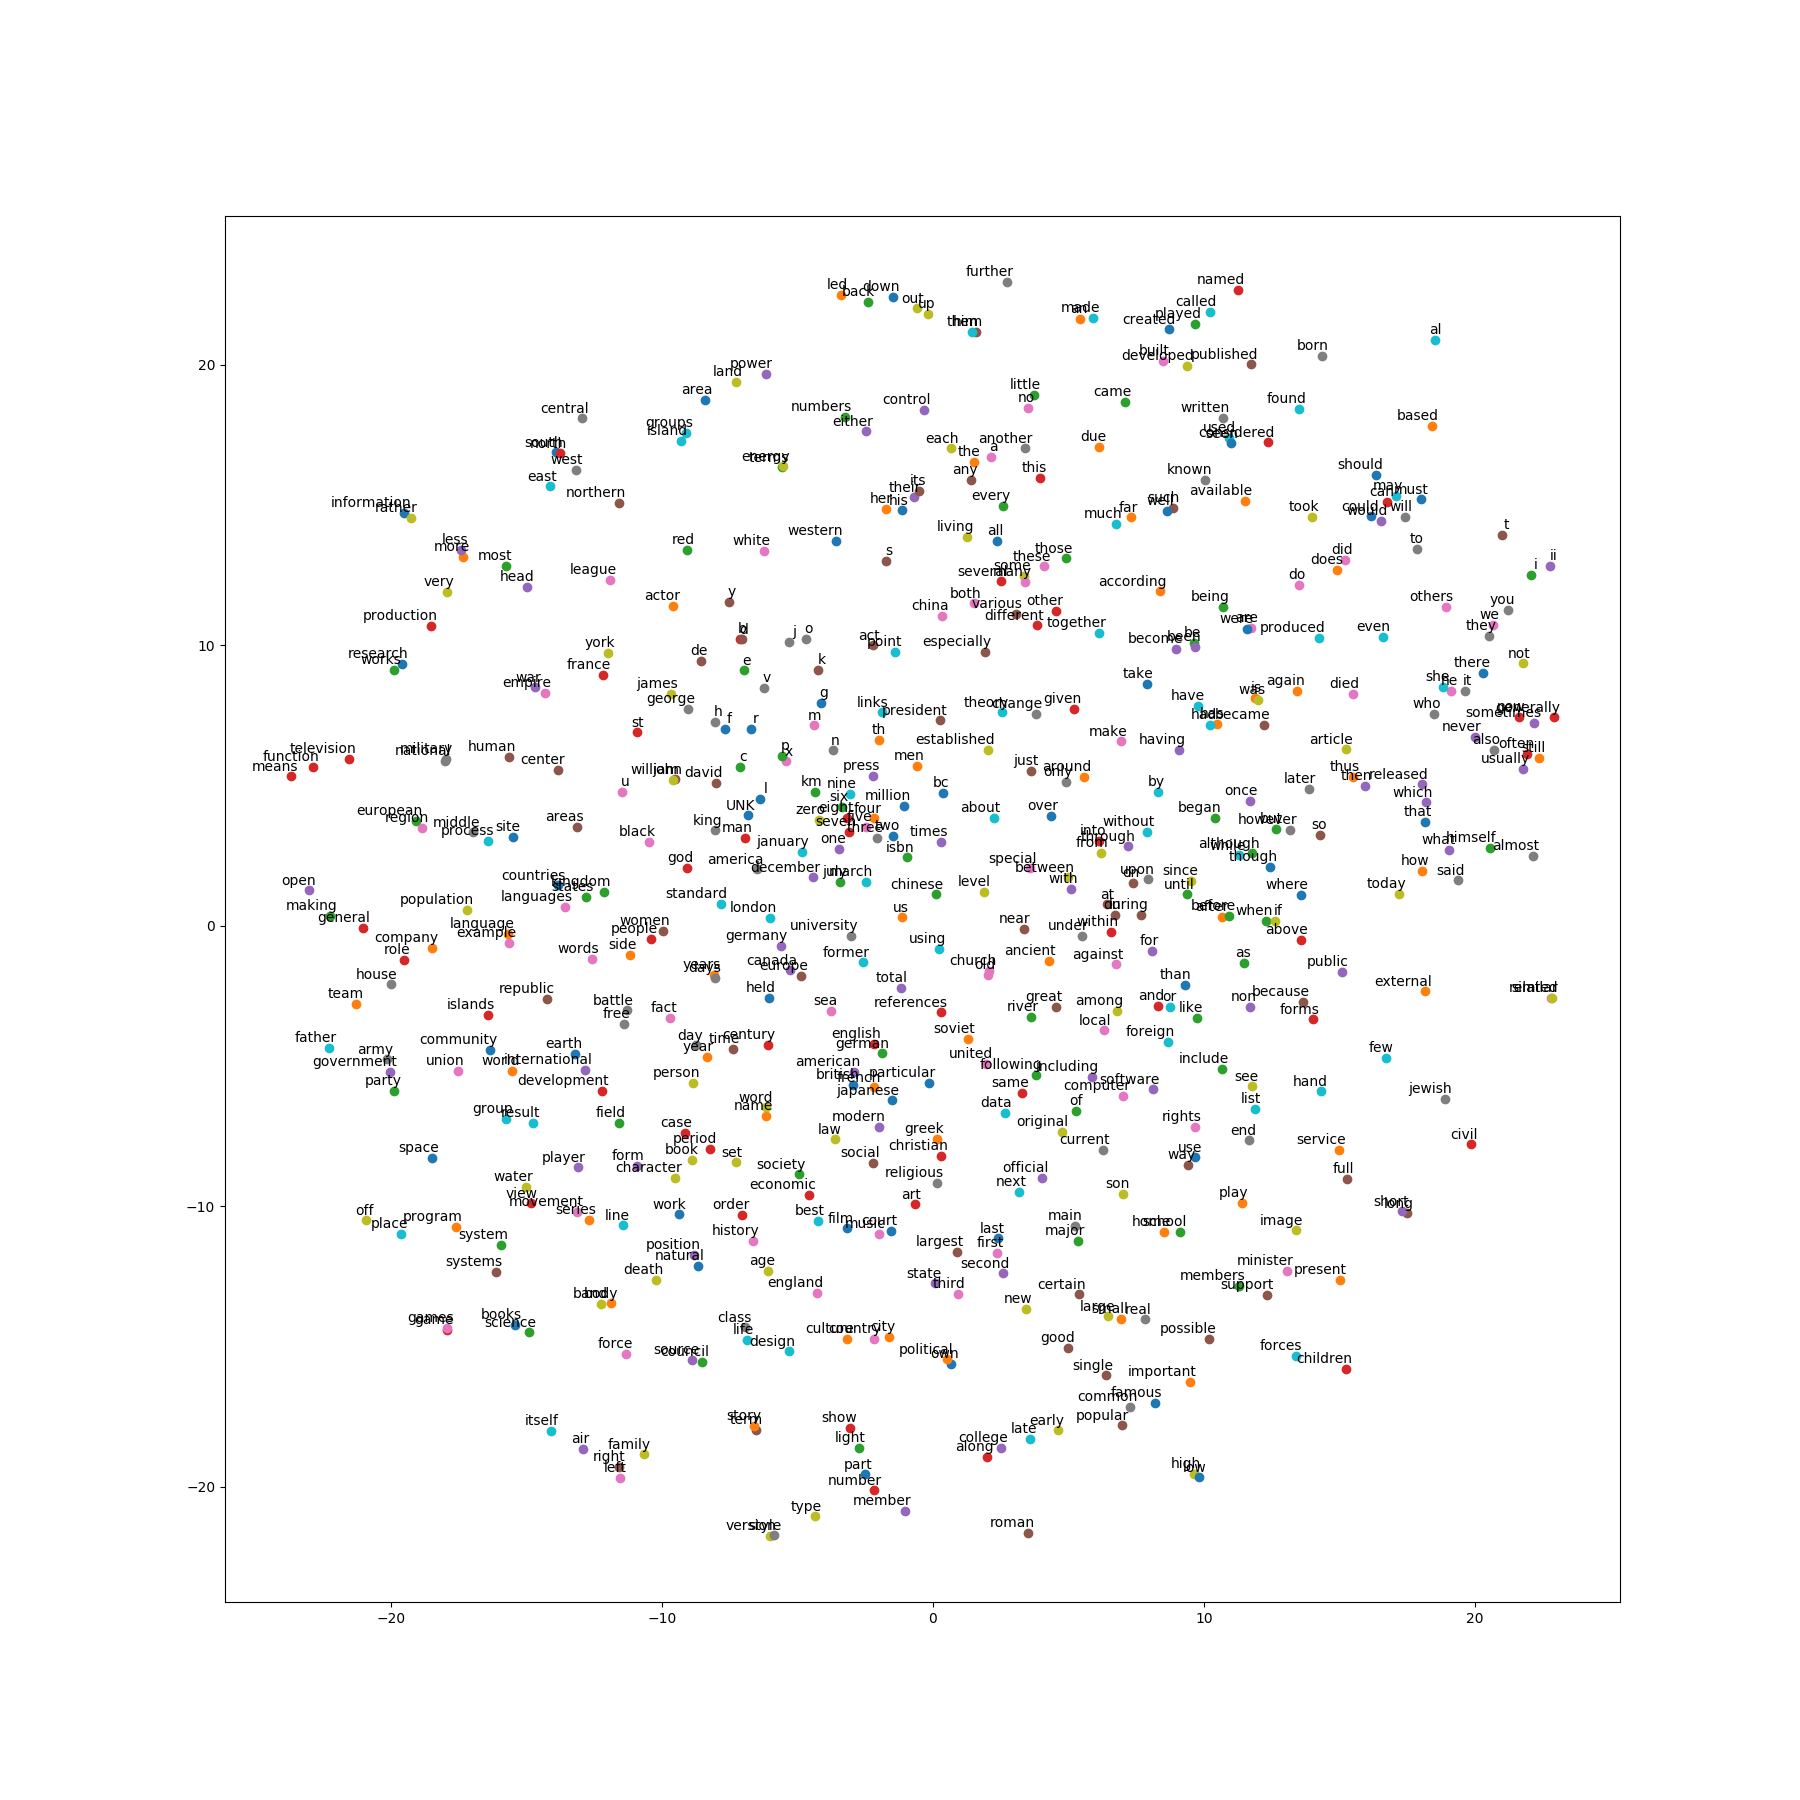 further
led
back
down
out
up
named
called
played
created
made
him
al
born
built
developed
published
power
land
area
little
no
came
found
central
numbers
either
control
written
based
groups
island
used
considered
seen
south
north
west
east
northern
each
another
the
a
any
this
due
energy
terms
known
should
information
rather
its
their
her
his
every
such
well
available
may
must
can
could
would
will
much
far
took
western
living
all
t
to
less
more
most
very
head
league
red
white
s
those
these
some
several
many
did
does
do
ii
i
production
actor
y
both
various
china
different
other
together
according
being
others
you
we
they
were
are
produced
even
b
d
j
o
act
point
especially
become
been
be
york
de
e
k
research
works
france
war
empire
james
george
v
g
take
again
is
was
died
she
he
it
there
not
links
president
theory
change
given
have
had
has
became
who
now
generally
sometimes
never
also
often
still
usually
st
h
f
r
m
n
th
established
make
having
article
television
function
means
military
national
human
center
p
x
c
men
just
only
around
thus
then
released
which
that
william
john
david
u
l
km
nine
press
bc
by
once
later
european
region
middle
process
site
areas
UNK
king
man
zero
six
eight
seven
five
four
three
two
million
about
over
began
however
but
so
black
january
one
isbn
times
into
from
through
without
although
while
though
what
himself
almost
god
america
december
july
march
special
between
with
on
upon
since
until
where
how
said
today
open
making
general
countries
kingdom
states
languages
population
standard
london
chinese
level
us
at
in
during
before
after
when
if
language
example
company
role
women
people
side
words
germany
university
near
under
within
above
house
team
years
days
canada
europe
former
using
church
old
ancient
against
for
as
public
republic
islands
battle
free
fact
held
sea
total
references
river
great
among
local
than
and
or
like
foreign
non
because
forms
external
similar
father
army
government
party
community
union
world
earth
international
development
day
year
time
century
english
german
soviet
united
following
including
include
few
person
american
british
french
japanese
particular
same
computer
software
see
hand
jewish
group
result
field
word
name
modern
law
data
of
original
rights
list
end
case
period
book
set
greek
christian
current
use
way
service
civil
space
player
form
character
society
social
religious
official
next
son
full
water
view
movement
series
line
work
order
economic
art
play
short
long
off
place
program
system
systems
history
best
film
music
court
main
major
home
school
image
position
natural
death
age
england
largest
last
first
second
third
state
certain
members
support
minister
present
band
body
new
large
small
real
games
game
books
science
class
life
design
culture
country
city
good
possible
force
source
council
political
own
single
important
forces
children
common
famous
popular
itself
air
family
right
left
story
term
show
light
part
number
member
college
along
late
early
high
low
type
version
style
roman
20
10
0
−10
−20
−20
−10
0
10
20